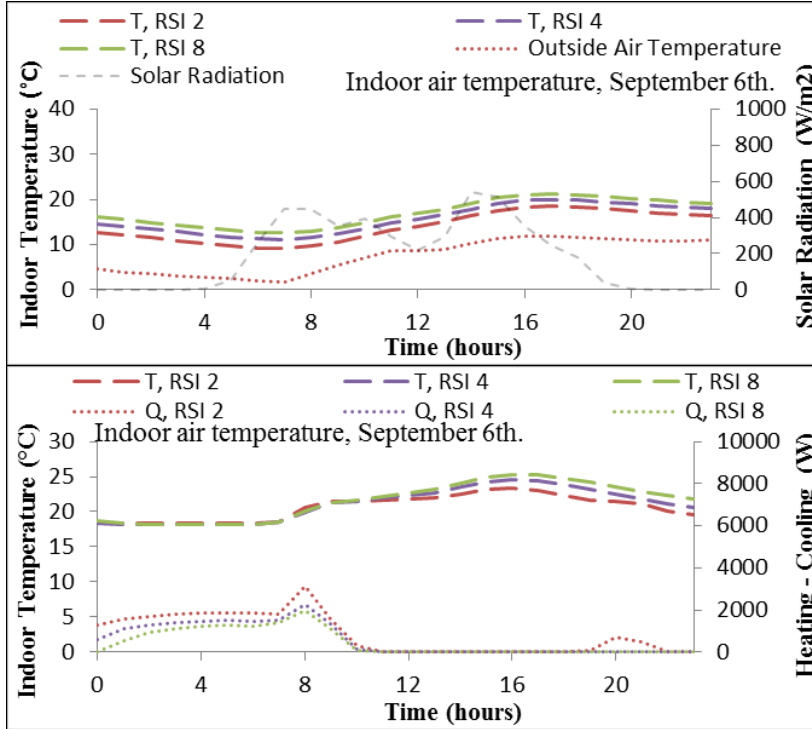 T, RSI 2 T, RSI 4
T, RSI 8 Outside Air Temperature
Solar Radiation
Indoor air temperature, September 6th.
Indoor Temperature (°C)
40
30
20
10
0
1000
800
600
400
200
0
Solar Radiation (W/m2)
0 4 8 12 16 20
Time (hours)
T, RSI 2 T, RSI 4 T, RSI 8
Q, RSI 2 Q, RSI 4 Q, RSI 8
Indoor air temperature, September 6th.
Indoor Temperature (°C)
30
25
20
15
10
5
0
10000
8000
6000
4000
2000
0
Heating - Cooling (W)
0 4 8 12 16 20
Time (hours)